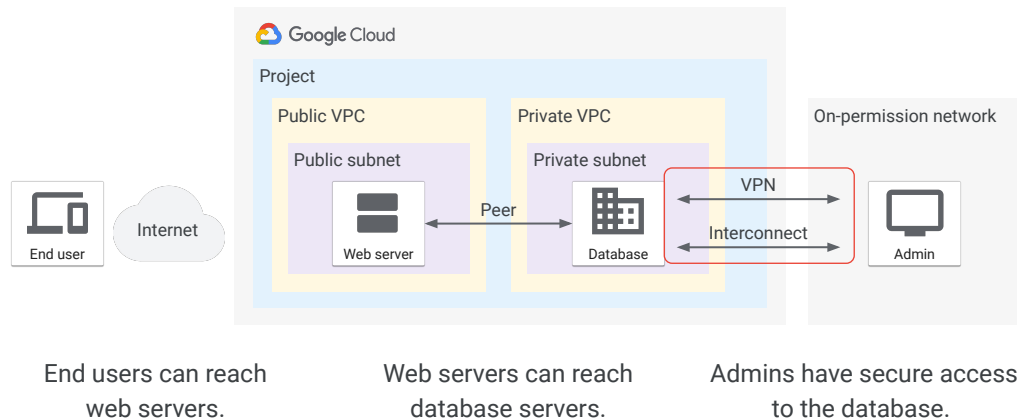 Google Cloud
Project
Public VPC
Private VPC
On-permission network
Public subnet
Private subnet
VPN
Peer
Internet
Interconnect
End user
Web server
Database
Admin
End users can reach
web servers.
Web servers can reach
database servers.
Admins have secure access
to the database.